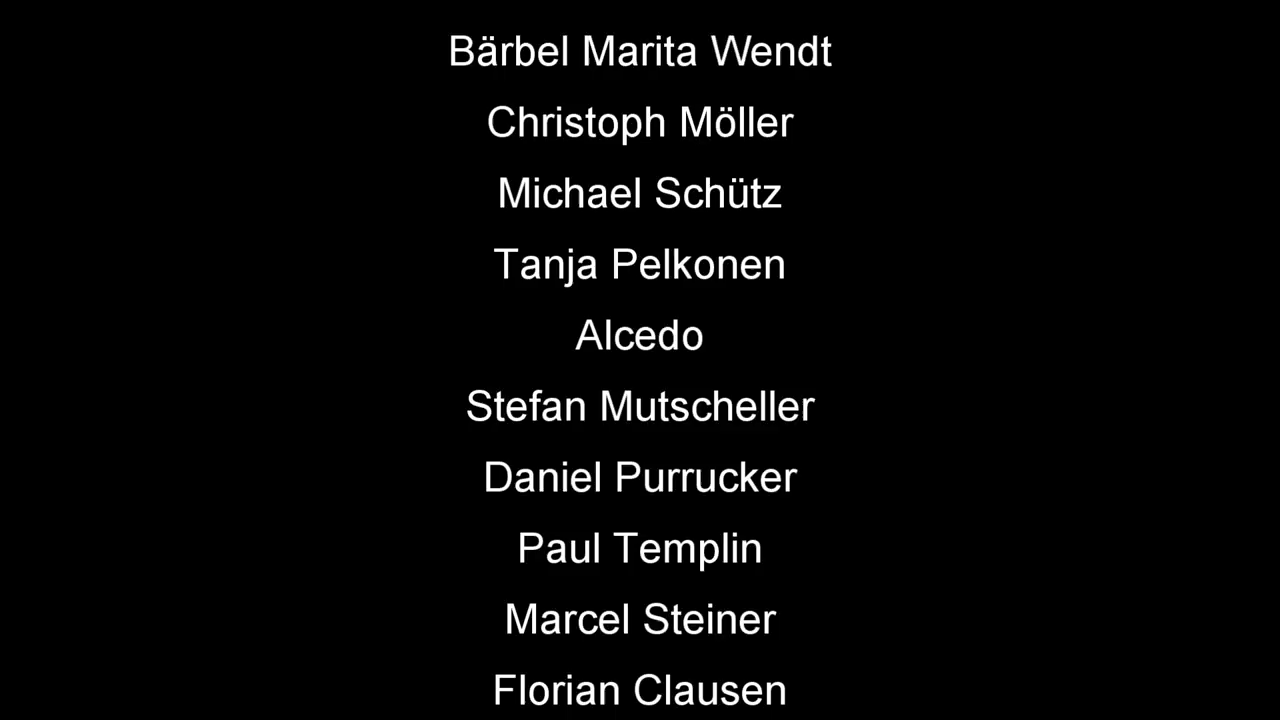 Bärbel Marita Wendt
Christoph Möller
Michael Schütz
Tanja Pelkonen
Alcedo
Stefan Mutscheller
Daniel Purrucker
Paul Templin
Marcel Steiner
Florian Clausen